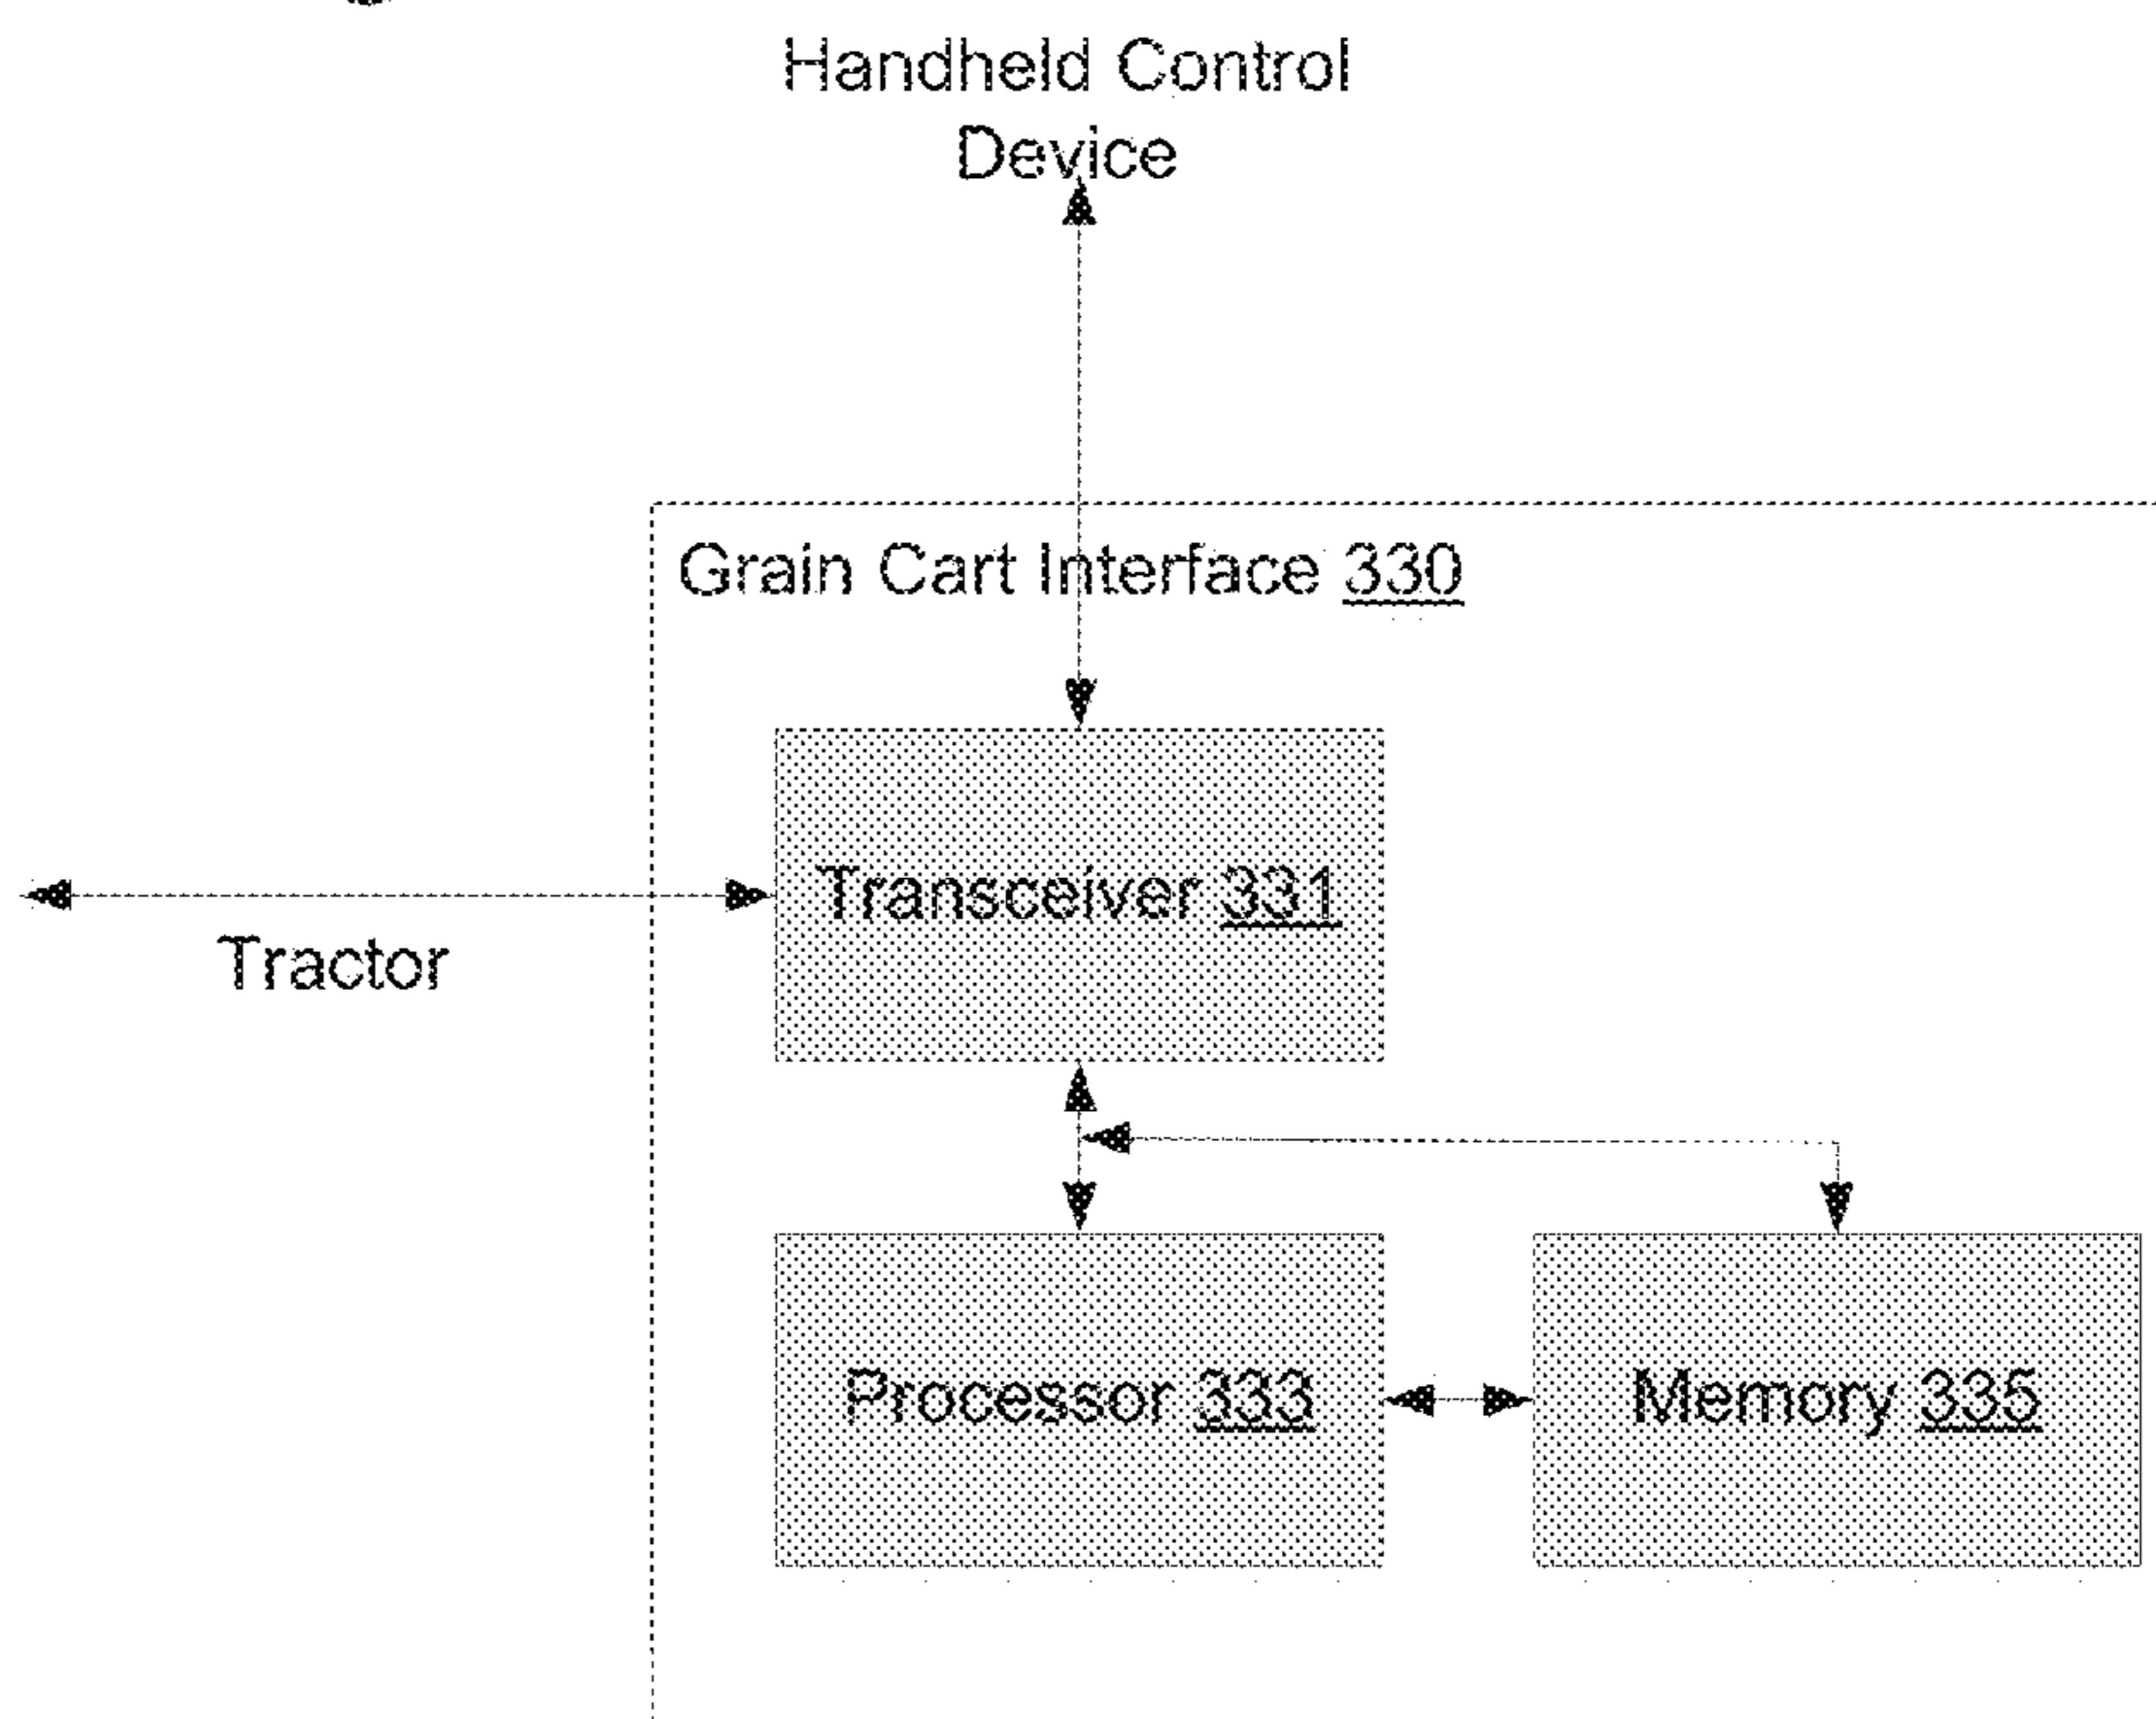 Handheld Control
Device
Grain Cart Interface 330
Transceiver 331
Tractor
Processor 333
Memory 335